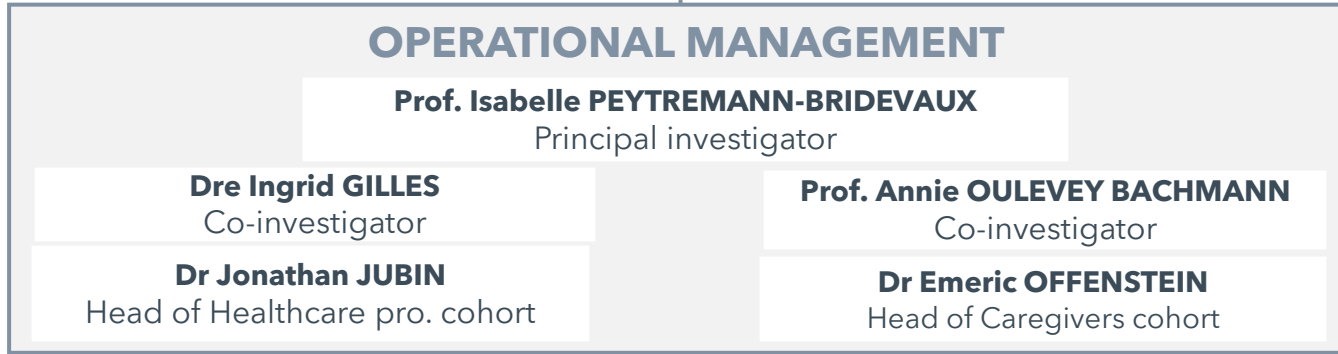 OPERATIONAL MANAGEMENT
Prof. Isabelle PEYTREMANN-BRIDEVAUX
Principal investigator
Dre Ingrid GILLES
Co-investigator
Prof. Annie OULEVEY BACHMANN
Co-investigator
Dr Jonathan JUBIN
Head of Healthcare pro. cohort
Dr Emeric OFFENSTEIN
Head of Caregivers cohort